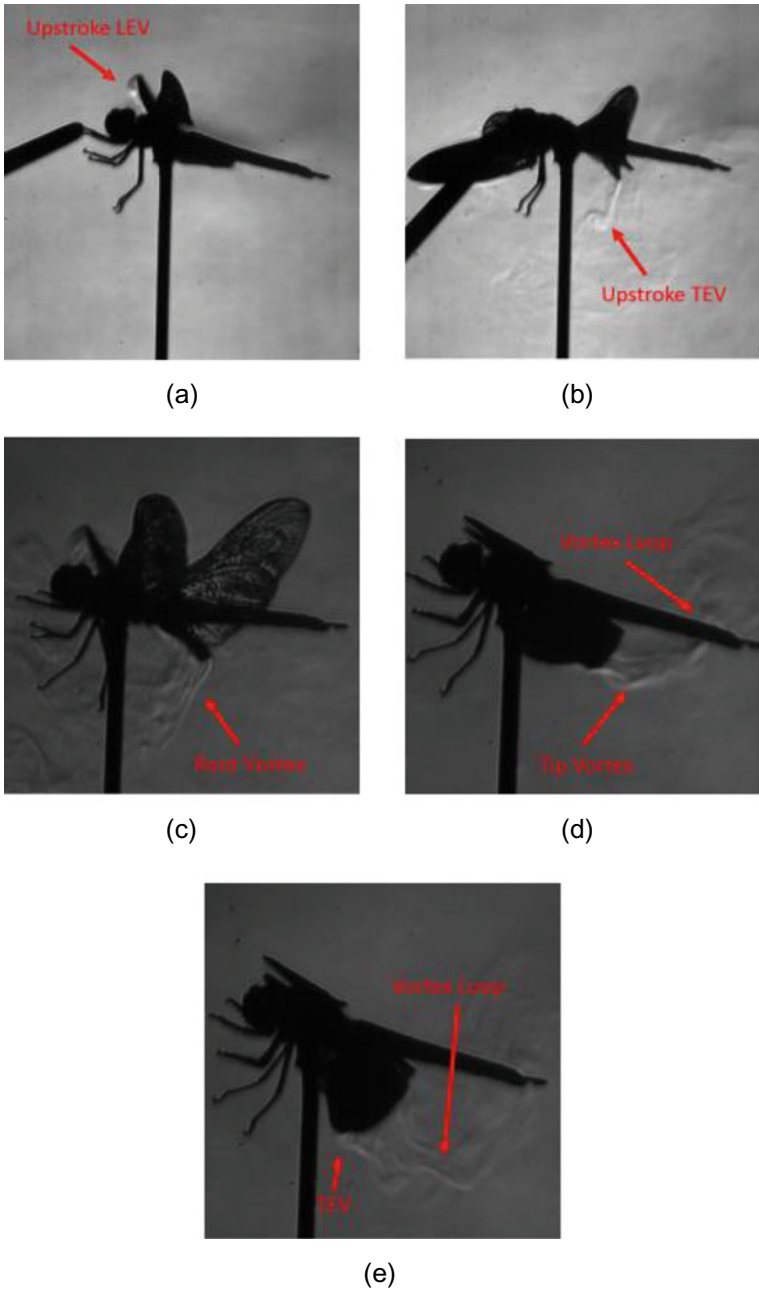 Upstroke LEV
Upstroke TEV
(a)
(b)
Root Vortex
Vortex Loop
Tip Vortex
(c)
(d)
Vortex Loop
TEV
(e)